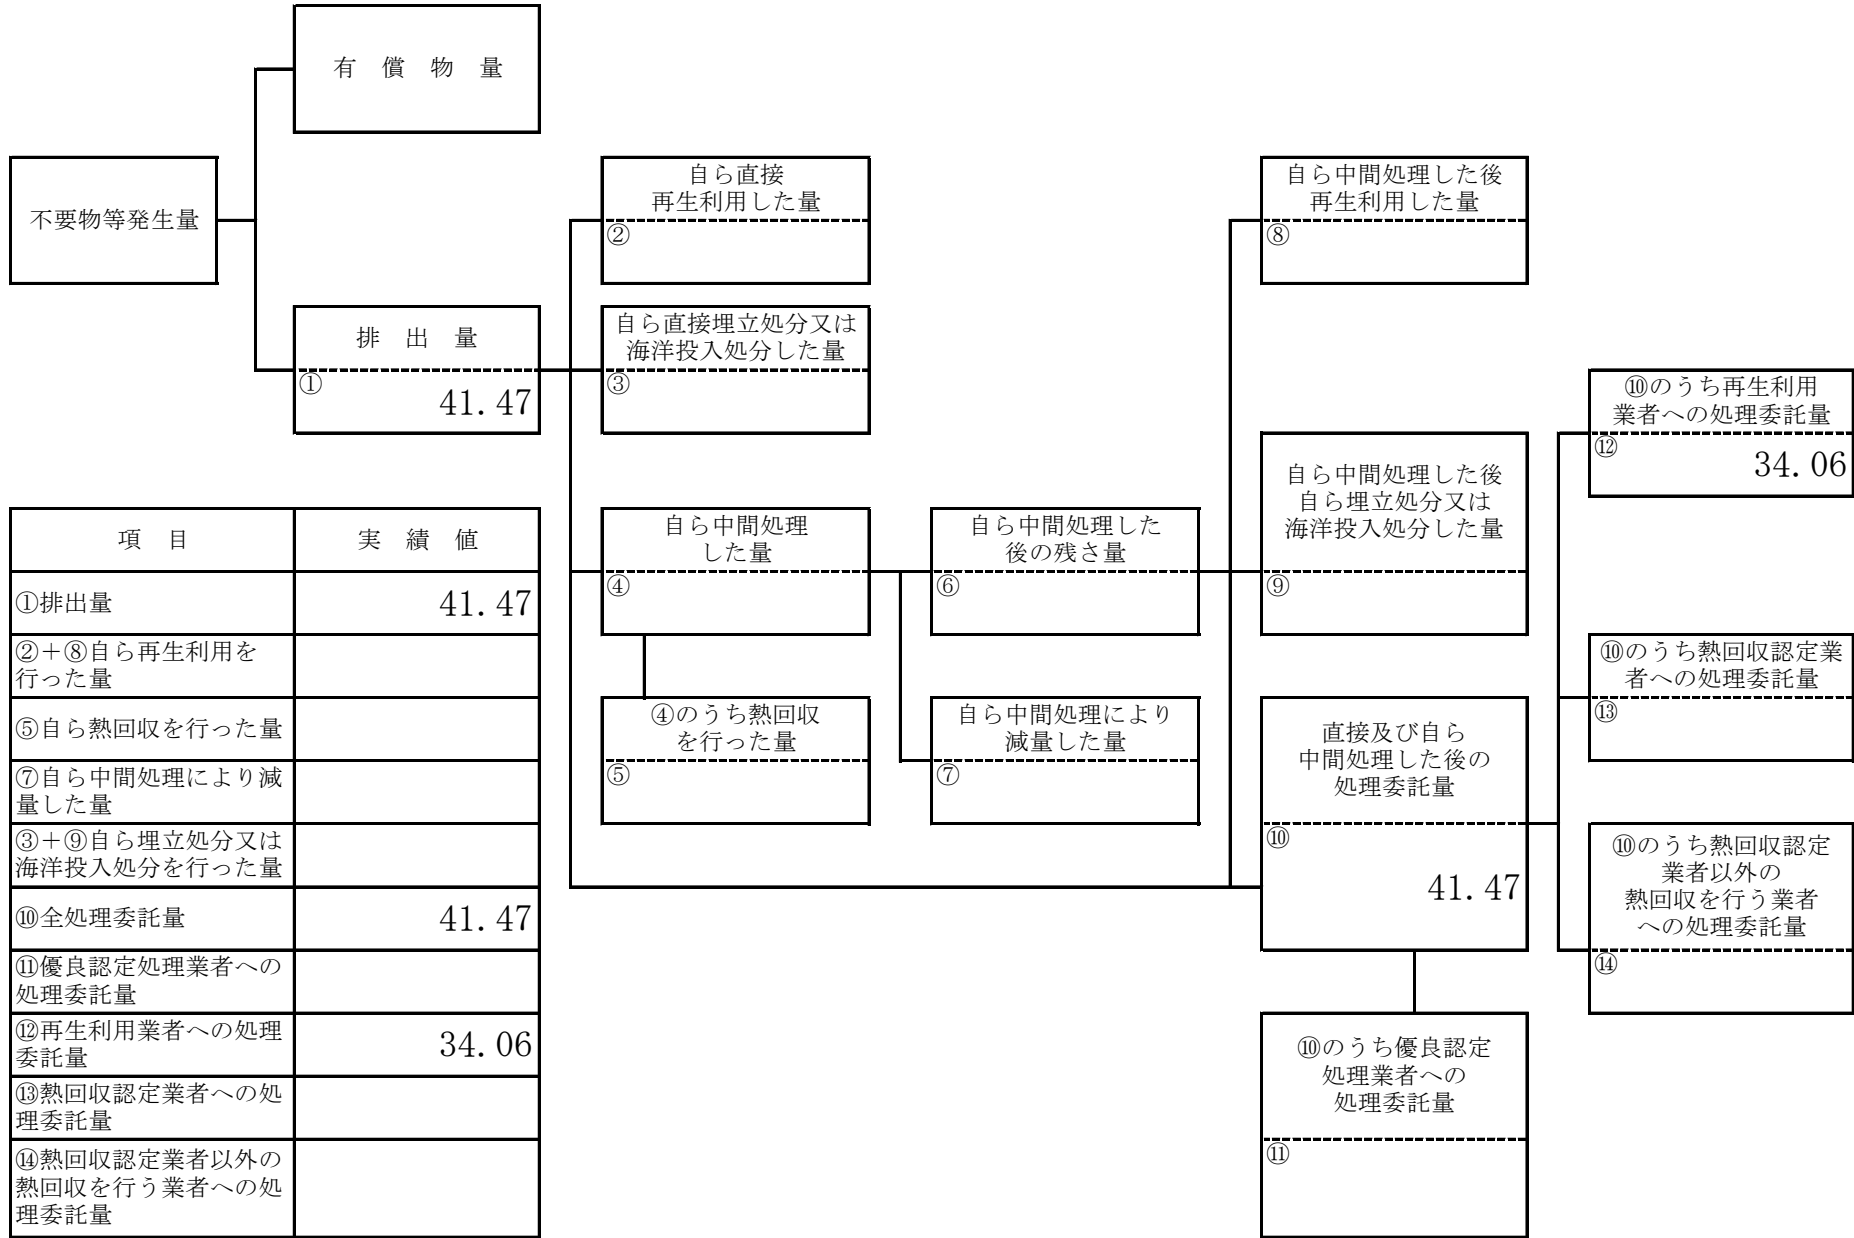 有 償 物 量
不要物等発生量
排 出 量
①
41.47
自ら直接
再生利用した量
②
自ら直接埋立処分又は
海洋投入処分した量
③
自ら中間処理
した量
④
④のうち熱回収
を行った量
⑤
自ら中間処理した
後の残さ量
⑥
自ら中間処理により
減量した量
⑦
自ら中間処理した後
再生利用した量
⑧
自ら中間処理した後
自ら埋立処分又は
海洋投入処分した量
⑨
直接及び自ら
中間処理した後の
処理委託量
⑩
41.47
⑩のうち優良認定
処理業者への
処理委託量
⑪
⑩のうち再生利用
業者への処理委託量
⑫
34.06
⑩のうち熱回収認定業
者への処理委託量
⑬
⑩のうち熱回収認定
業者以外の
熱回収を行う業者
への処理委託量
⑭
項 目 実 績 値
①排出量 41.47
②+⑧自ら再生利用を
行った量
⑤自ら熱回収を行った量
⑦自ら中間処理により減
量した量
③+⑨自ら埋立処分又は
海洋投入処分を行った量
⑩全処理委託量 41.47
⑪優良認定処理業者への
処理委託量
⑫再生利用業者への処理
委託量 34.06
⑬熱回収認定業者への処
理委託量
⑭熱回収認定業者以外の
熱回収を行う業者への処
理委託量